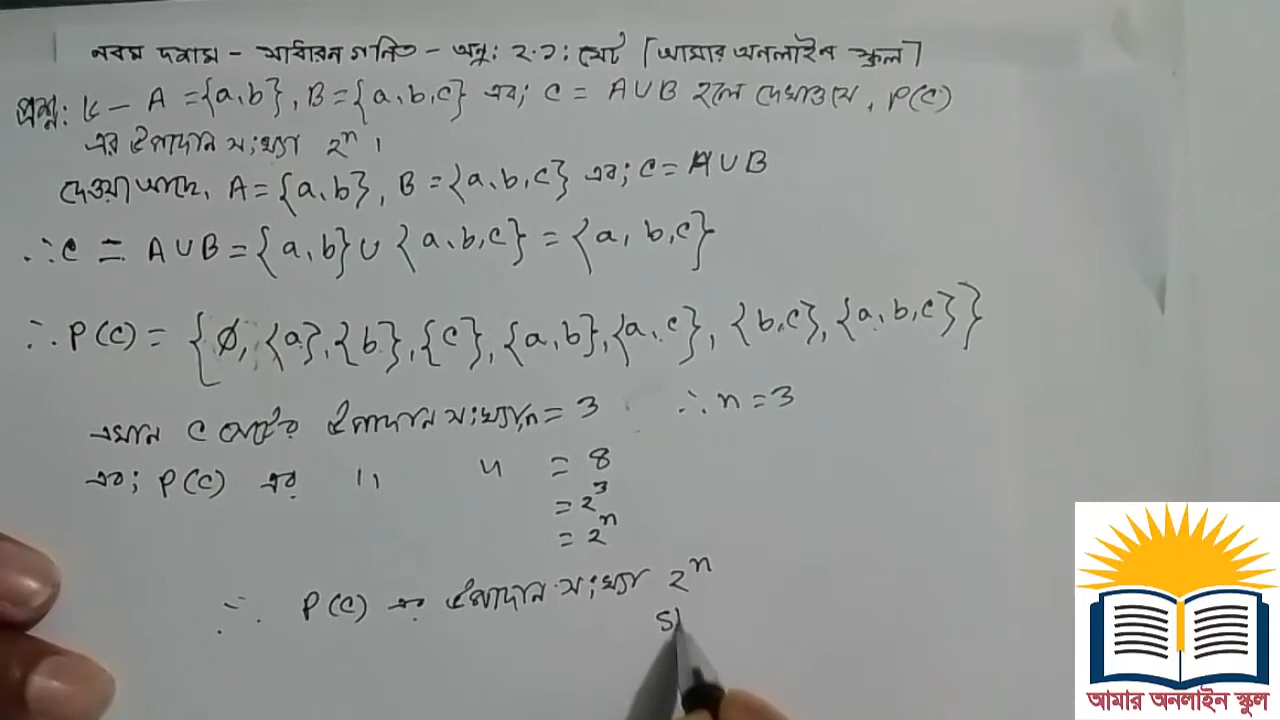 নবম দশম - সাধারন গনিত - অনু: ২.১: সেট [আমার অনলাইন স্কুল]
প্রশ্ন: ৮ - A = {a, b}, B = {a, b, c} এবং C = A∪B হলে দেখাও যে, P(C)
এর উপাদান সংখ্যা 2ⁿ ।
দেওয়া আছে, A = {a, b}, B = {a, b, c} এবং C = A∪B
∴ C = A∪B = {a, b} ∪ {a, b, c} = {a, b, c}
∴ P(C) = {∅, {a}, {b}, {c}, {a, b}, {a, c}, {b, c}, {a, b, c}}
এখানে C সেটের উপাদান সংখ্যা, n = 3 ∴ n = 3
এবং P(C) এর 〃 〃 = 8
= 2³
= 2ⁿ
∴ P(C) এর উপাদান সংখ্যা 2ⁿ
আমার অনলাইন স্কুল